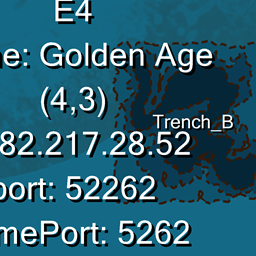 E4
e: Golden Age
(4,3)
Trench_B
82.217.28.52
port: 52262
mePort: 5262